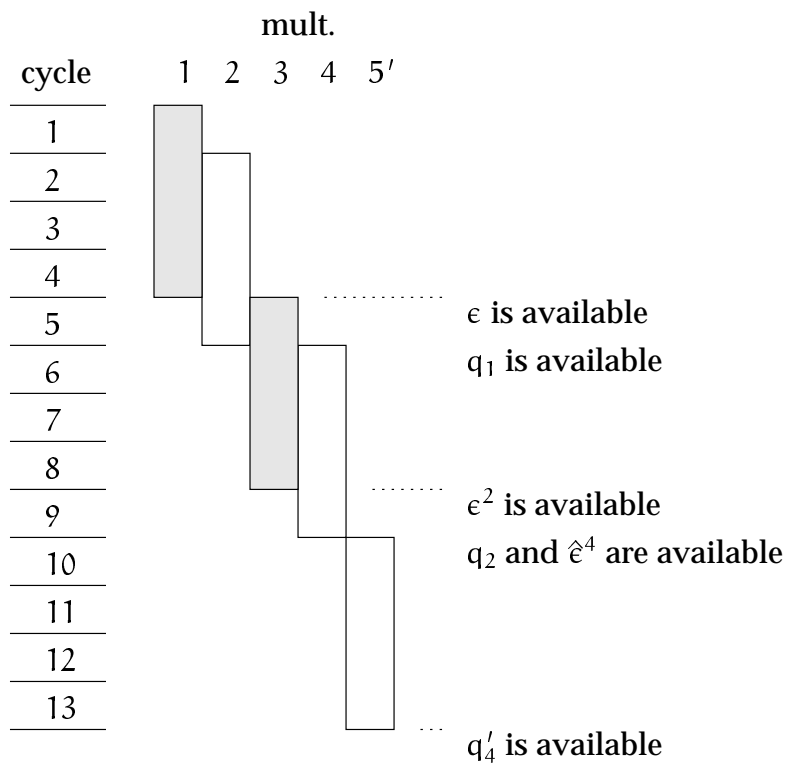 mult.
cycle 1 2 3 4 5′
1
2
3
4
ϵ is available
5
q₁ is available
6
7
8
ϵ² is available
9
q₂ and ϵ̂⁴ are available
10
11
12
13
q′₄ is available